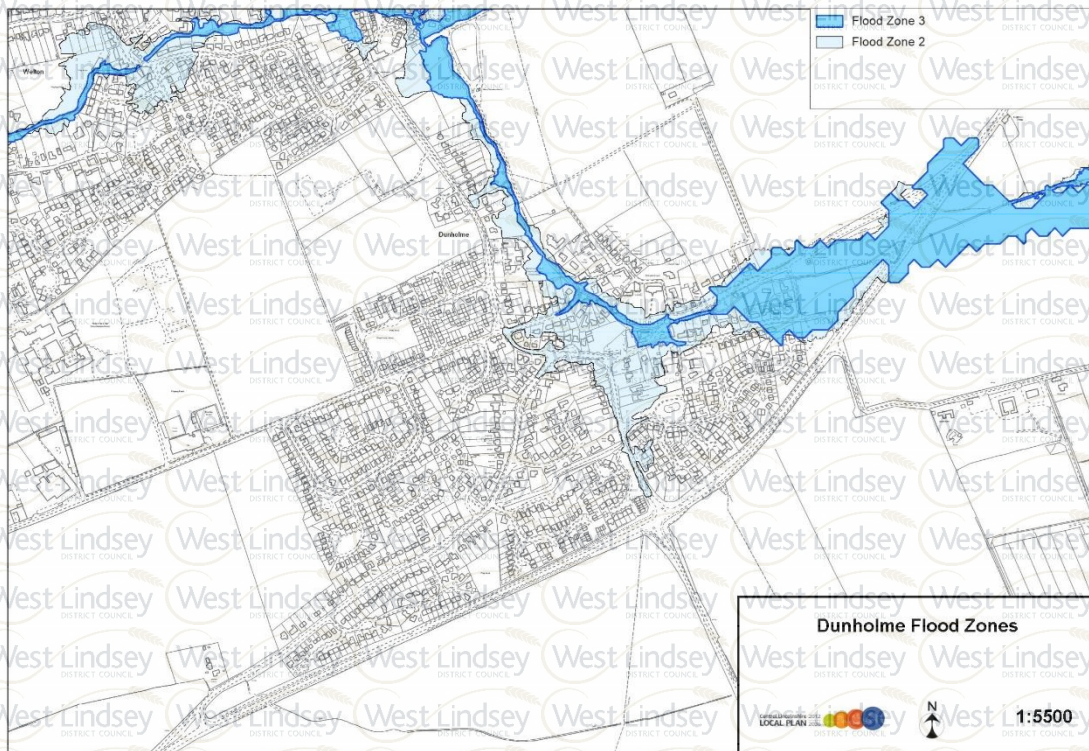 Flood Zone 3
Flood Zone 2
Welton
Dunholme
West Lindsey
DISTRICT COUNCIL
Dunholme Flood Zones
LOCAL PLAN
N
1:5500